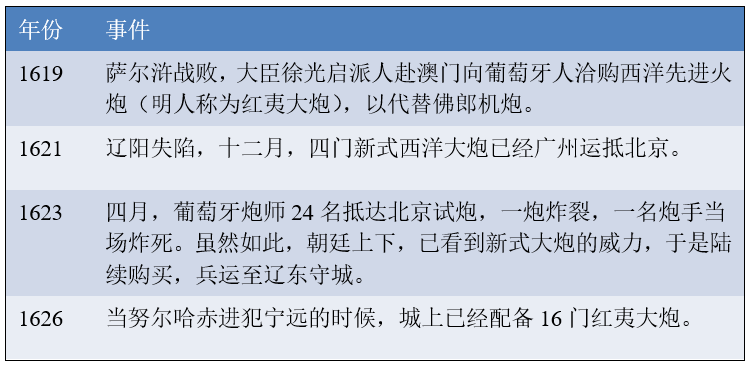 年份 事件
1619 萨尔浒战败，大臣徐光启派人赴澳门向葡萄牙人洽购西洋先进火
炮（明人称为红夷大炮），以代替佛郎机炮。
1621 辽阳失陷，十二月，四门新式西洋大炮已经广州运抵北京。
1623 四月，葡萄牙炮师 24 名抵达北京试炮，一炮炸裂，一名炮手当
场炸死。虽然如此，朝廷上下，已看到新式大炮的威力，于是陆
续购买，兵运至辽东守城。
1626 当努尔哈赤进犯宁远的时候，城上已经配备 16 门红夷大炮。